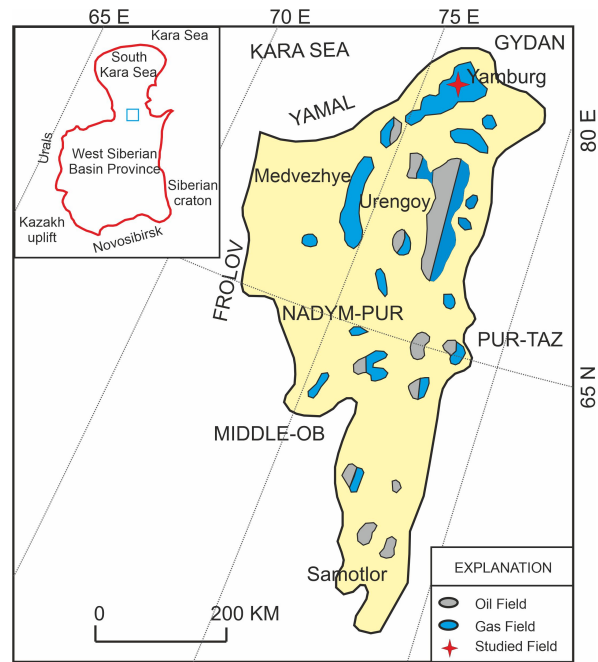 65 E
70 E
75 E
Kara Sea
South
Kara Sea
Urals
West Siberian
Basin Province
Siberian
craton
Kazakh
uplift
Novosibirsk
KARA SEA
GYDAN
Yamburg
YAMAL
80 E
Medvezhye
Urengoy
FROLOV
NADYM-PUR
PUR-TAZ
65 N
MIDDLE-OB
Samotlor
0
200 KM
EXPLANATION
Oil Field
Gas Field
Studied Field